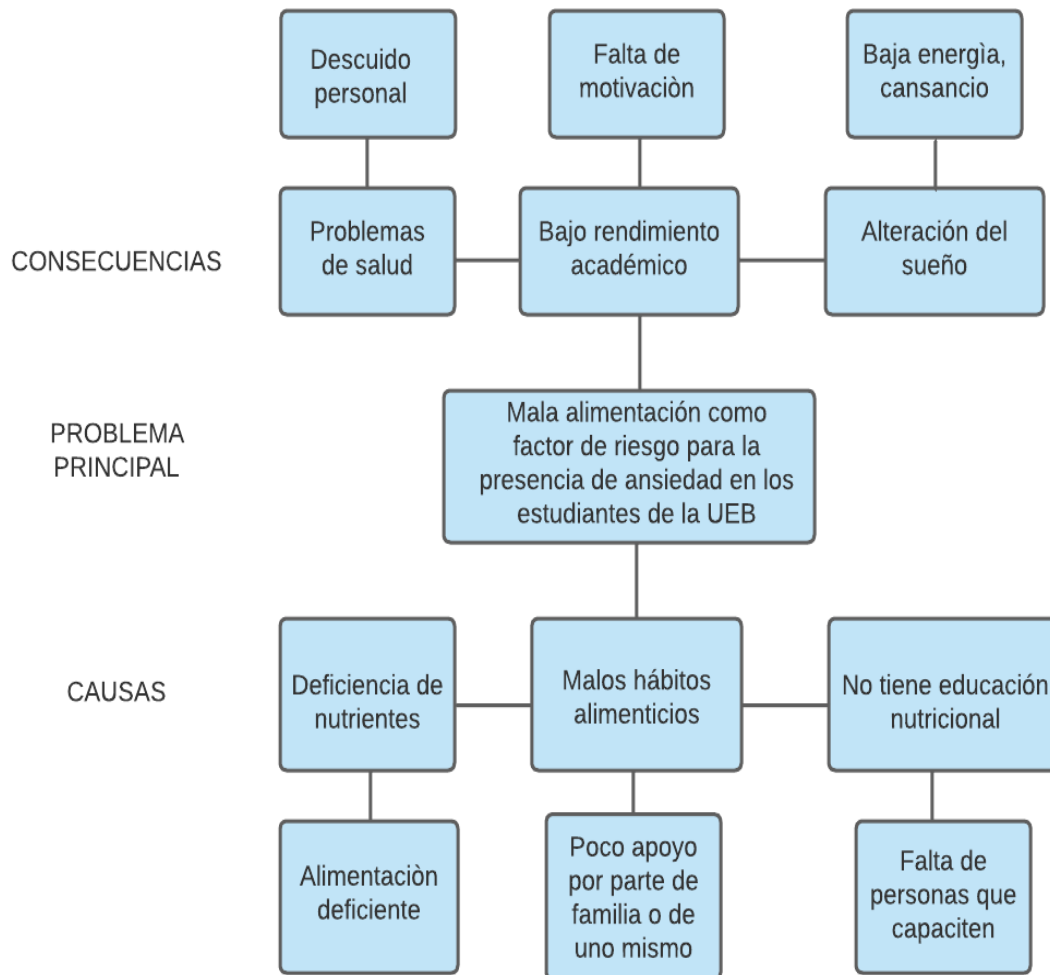 Descuido
personal
Falta de
motivaciòn
Baja energìa,
cansancio
CONSECUENCIAS
Problemas
de salud
Bajo rendimiento
académico
Alteración del
sueño
PROBLEMA
PRINCIPAL
Mala alimentación como
factor de riesgo para la
presencia de ansiedad en los
estudiantes de la UEB
CAUSAS
Deficiencia de
nutrientes
Malos hábitos
alimenticios
No tiene educación
nutricional
Alimentaciòn
deficiente
Poco apoyo
por parte de
familia o de
uno mismo
Falta de
personas que
capaciten